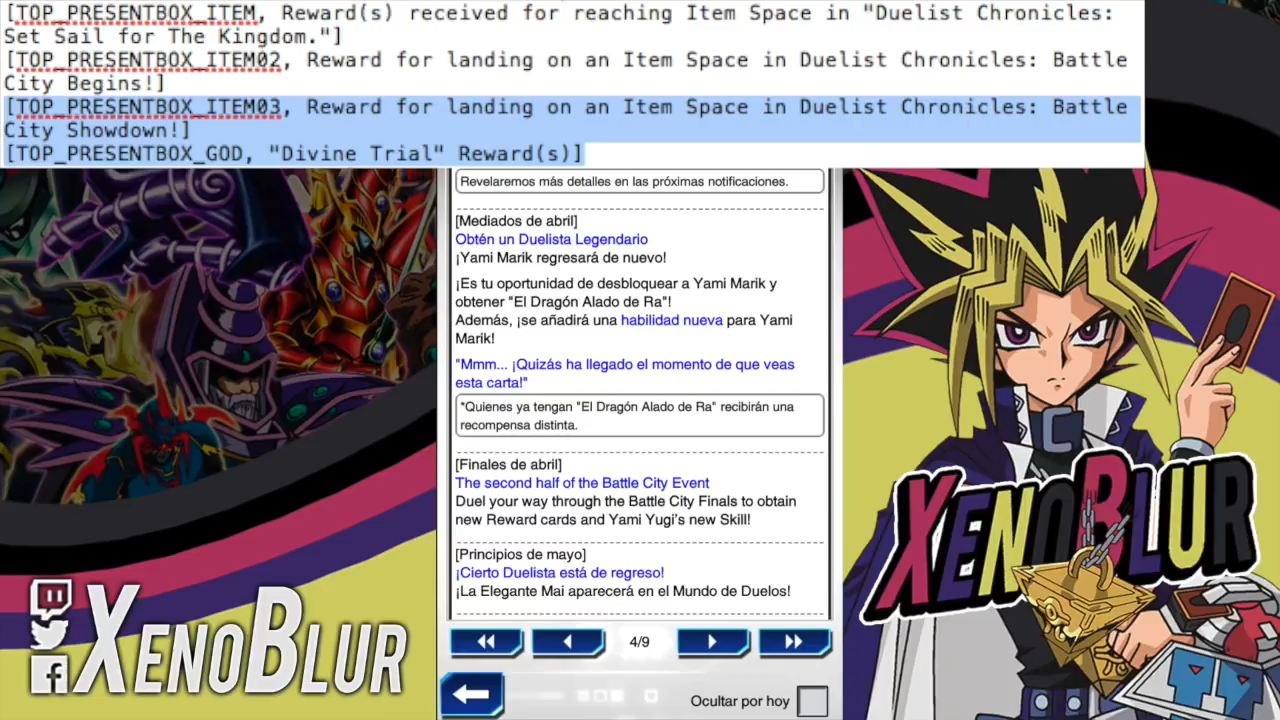 [TOP_PRESENTBOX_ITEM, Reward(s) received for reaching Item Space in "Duelist Chronicles:
Set Sail for The Kingdom."]
[TOP_PRESENTBOX_ITEM02, Reward for landing on an Item Space in Duelist Chronicles: Battle
City Begins!]
[TOP_PRESENTBOX_ITEM03, Reward for landing on an Item Space in Duelist Chronicles: Battle
City Showdown!]
[TOP_PRESENTBOX_GOD, "Divine Trial" Reward(s)]
Revelaremos más detalles en las próximas notificaciones.
[Mediados de abril]
Obtén un Duelista Legendario
¡Yami Marik regresará de nuevo!
¡Es tu oportunidad de desbloquear a Yami Marik y
obtener "El Dragón Alado de Ra"!
Además, ¡se añadirá una habilidad nueva para Yami
Marik!
"Mmm... ¡Quizás ha llegado el momento de que veas
esta carta!"
*Quienes ya tengan "El Dragón Alado de Ra" recibirán una
recompensa distinta.
[Finales de abril]
The second half of the Battle City Event
Duel your way through the Battle City Finals to obtain
new Reward cards and Yami Yugi's new Skill!
[Principios de mayo]
¡Cierto Duelista está de regreso!
¡La Elegante Mai aparecerá en el Mundo de Duelos!
4/9
Ocultar por hoy
XENOBLUR
XENOBLUR